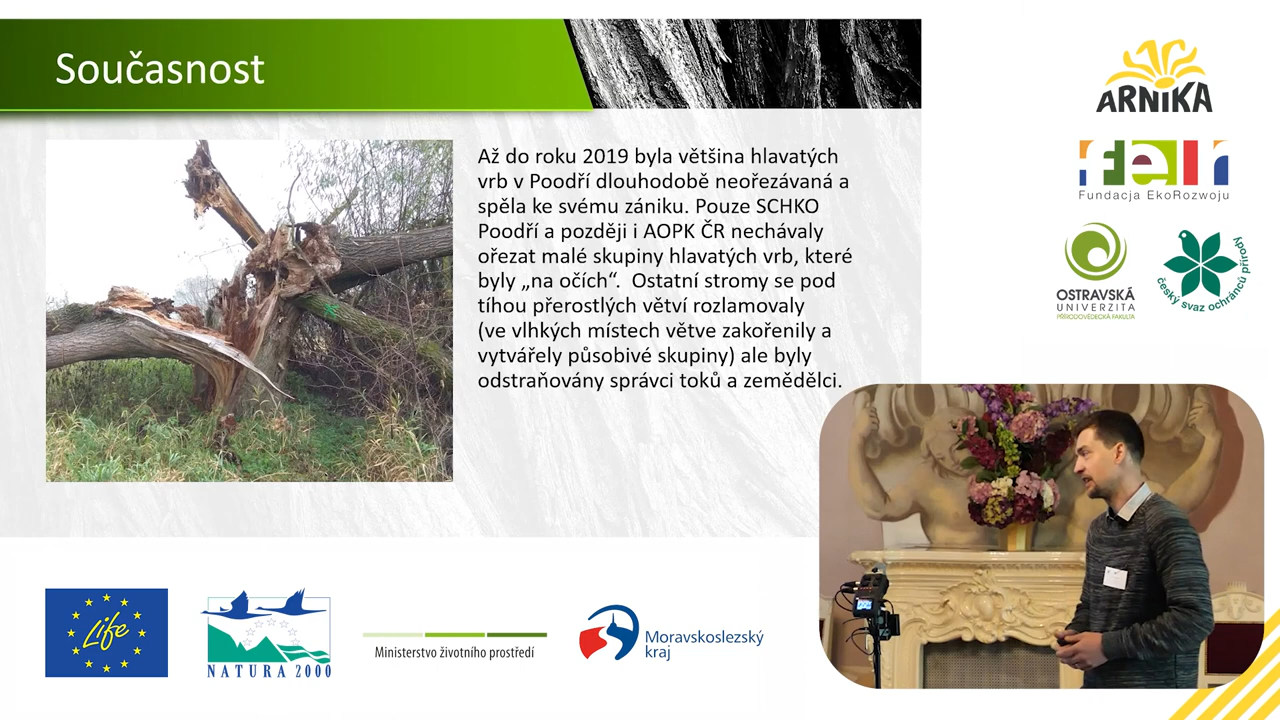 Současnost
Až do roku 2019 byla většina hlavatých
vrb v Poodří dlouhodobě neořezávaná a
spěla ke svému zániku. Pouze SCHKO
Poodří a později i AOPK ČR nechávaly
ořezat malé skupiny hlavatých vrb, které
byly „na očích“.  Ostatní stromy se pod
tíhou přerostlých větví rozlamovaly
(ve vlhkých místech větve zakořenily a
vytvářely působivé skupiny) ale byly
odstraňovány správci toků a zemědělci.
ARNIKA
feR
Fundacja EkoRozwoju
OSTRAVSKÁ
UNIVERZITA
PŘÍRODOVĚDECKÁ FAKULTA
český svaz ochránců přírody
Life
NATURA 2000
Ministerstvo životního prostředí
Moravskoslezský
kraj